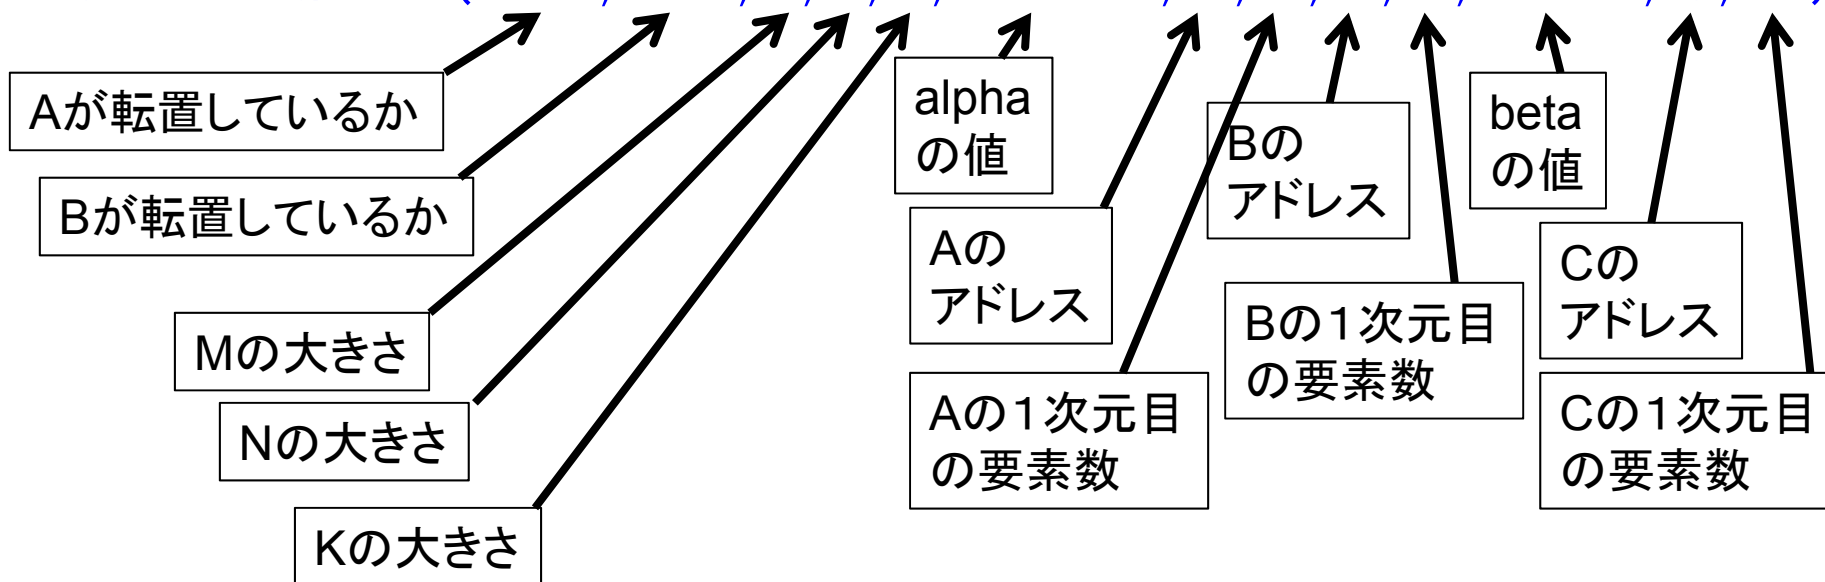 Aが転置しているか
Bが転置しているか
Mの大きさ
Nの大きさ
Kの大きさ
alpha
の値
Aの
アドレス
Aの１次元目
の要素数
Bの
アドレス
Bの１次元目
の要素数
beta
の値
Cの
アドレス
Cの１次元目
の要素数